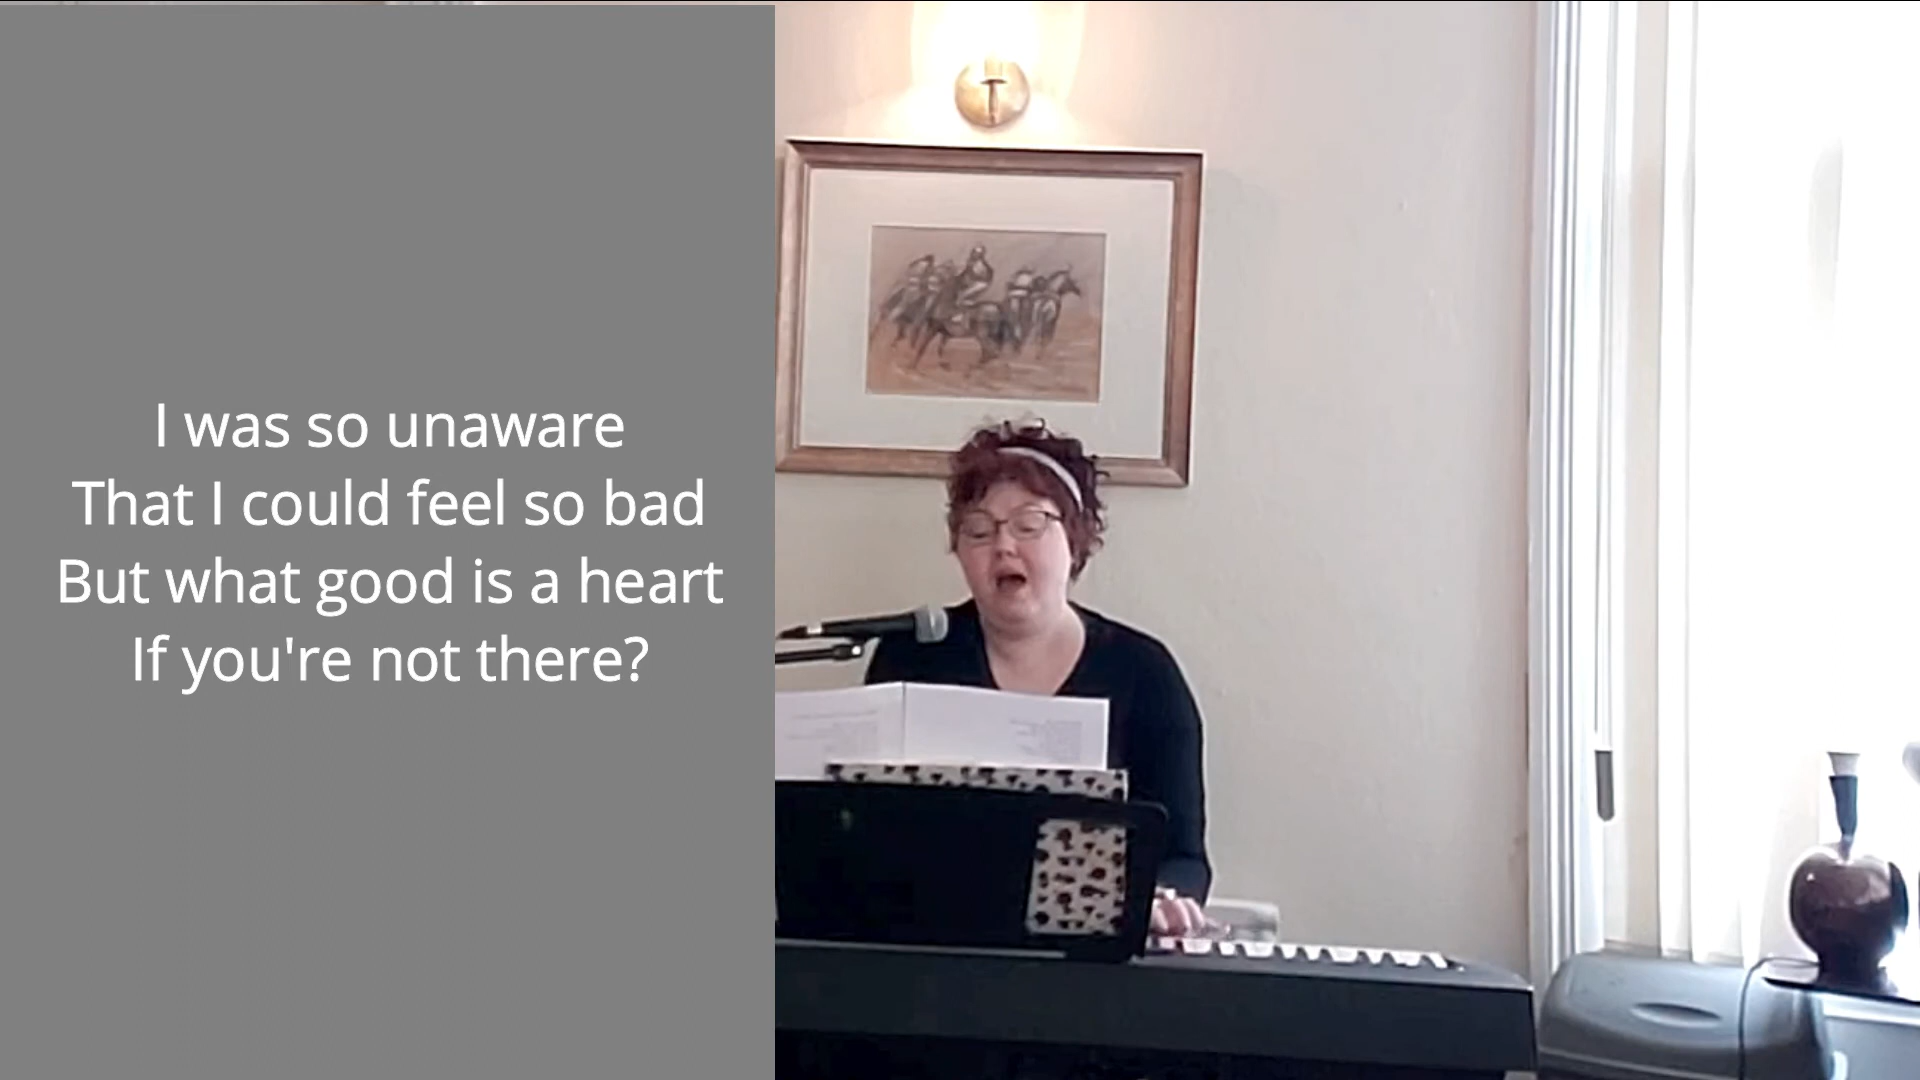 I was so unaware
That I could feel so bad
But what good is a heart
If you're not there?